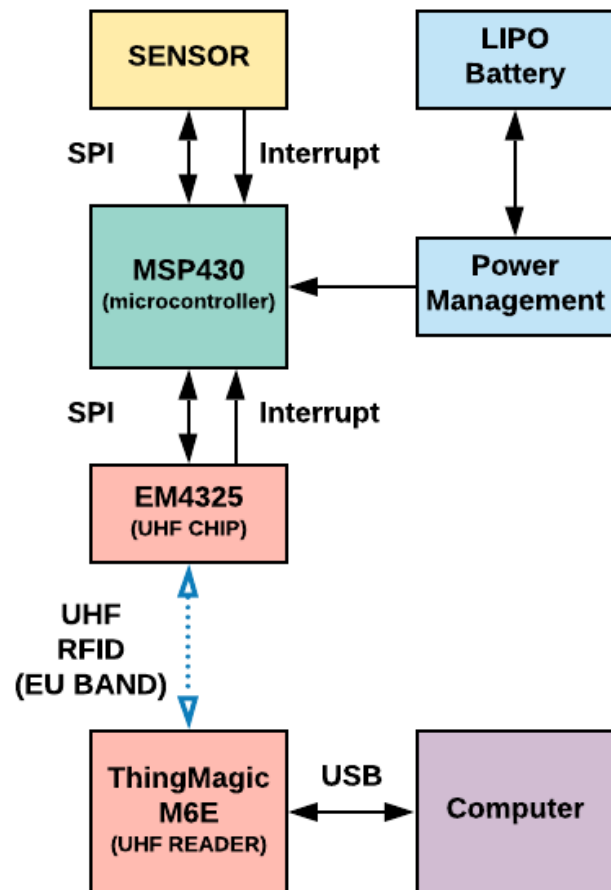 SENSOR
LIPO
Battery
SPI
Interrupt
MSP430
(microcontroller)
Power
Management
SPI
Interrupt
EM4325
(UHF CHIP)
UHF
RFID
(EU BAND)
ThingMagic
M6E
(UHF READER)
USB
Computer